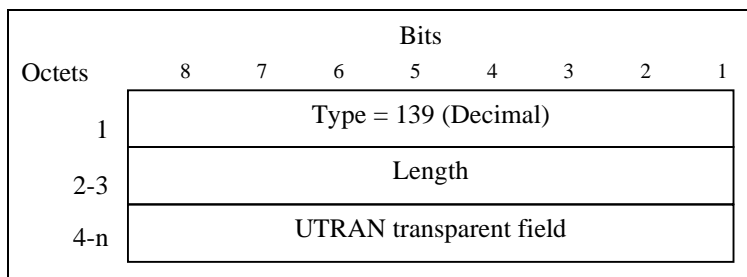 Bits
Octets 8 7 6 5 4 3 2 1
1 Type = 139 (Decimal)
2-3 Length
4-n UTRAN transparent field